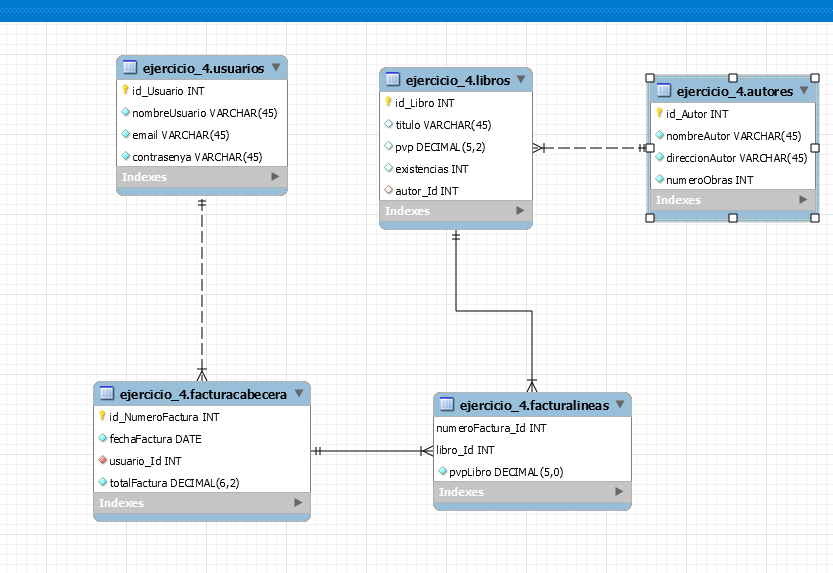 ejercicio_4.usuarios
id_Usuario INT
nombreUsuario VARCHAR(45)
email VARCHAR(45)
contrasenya VARCHAR(45)
Indexes
ejercicio_4.libros
id_Libro INT
titulo VARCHAR(45)
pvp DECIMAL(5,2)
existencias INT
autor_Id INT
Indexes
ejercicio_4.autores
id_Autor INT
nombreAutor VARCHAR(45)
direccionAutor VARCHAR(45)
numeroObras INT
Indexes
ejercicio_4.facturacabecera
id_NumeroFactura INT
fechaFactura DATE
usuario_Id INT
totalFactura DECIMAL(6,2)
Indexes
ejercicio_4.facturalineas
numeroFactura_Id INT
libro_Id INT
pvpLibro DECIMAL(5,0)
Indexes